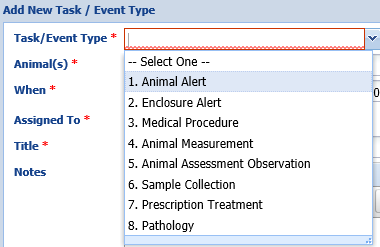 Add New Task / Event Type
Task/Event Type *
-- Select One --
Animal(s) *
1. Animal Alert
When *
2. Enclosure Alert
3. Medical Procedure
Assigned To *
4. Animal Measurement
Title *
5. Animal Assessment Observation
Notes
6. Sample Collection
7. Prescription Treatment
8. Pathology
0